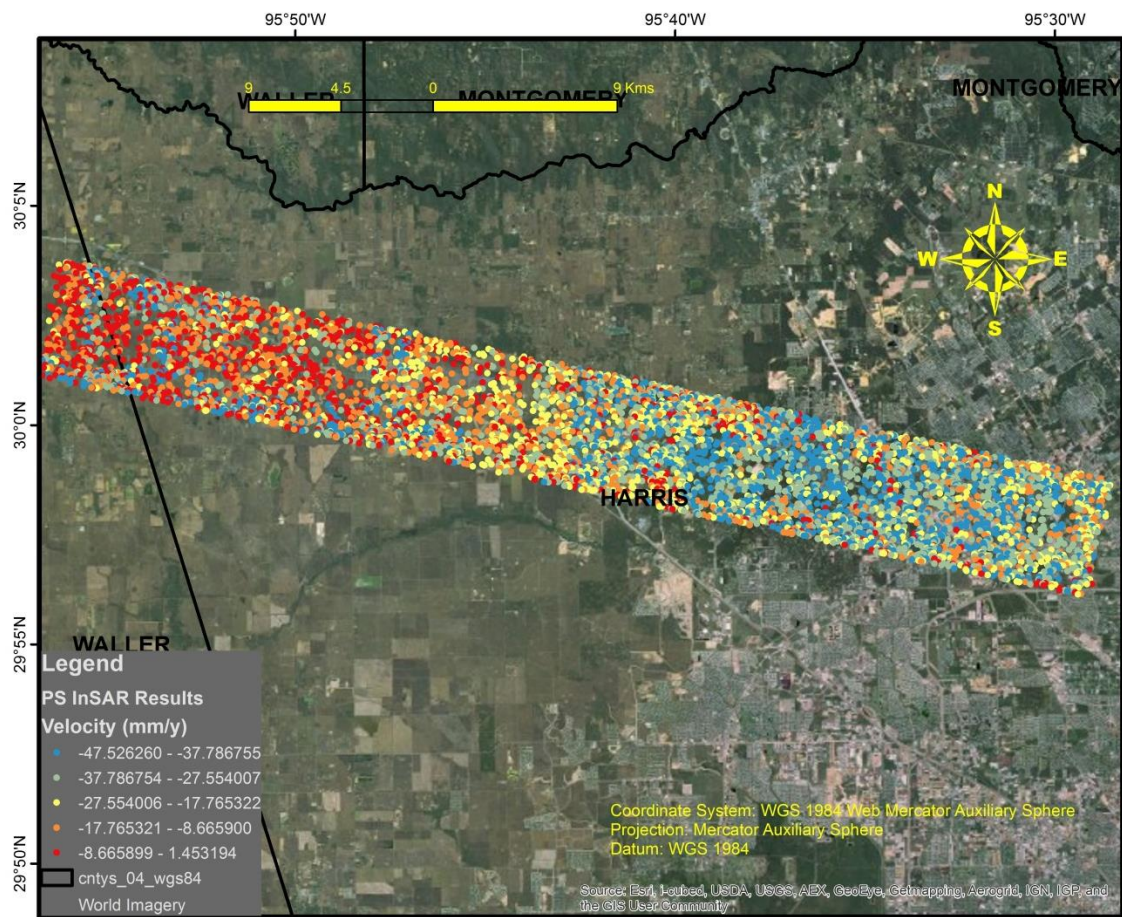 95°50'W 95°40'W 95°30'W
9 4.5 0 9 Kms
WALLER MONTGOMERY MONTGOMERY
30°5'N
N
W E
S
30°0'N
HARRIS
29°55'N
WALLER
Legend
PS InSAR Results
Velocity (mm/y)
-47.526260 - -37.786755
-37.786754 - -27.554007
-27.554006 - -17.765322
-17.765321 - -8.665900
-8.665899 - 1.453194
cntys_04_wgs84
World Imagery
Coordinate System: WGS 1984 Web Mercator Auxiliary Sphere
Projection: Mercator Auxiliary Sphere
Datum: WGS 1984
29°50'N
Source: Esri, i-cubed, USDA, USGS, AEX, GeoEye, Getmapping, Aerogrid, IGN, IGP, and
the GIS User Community